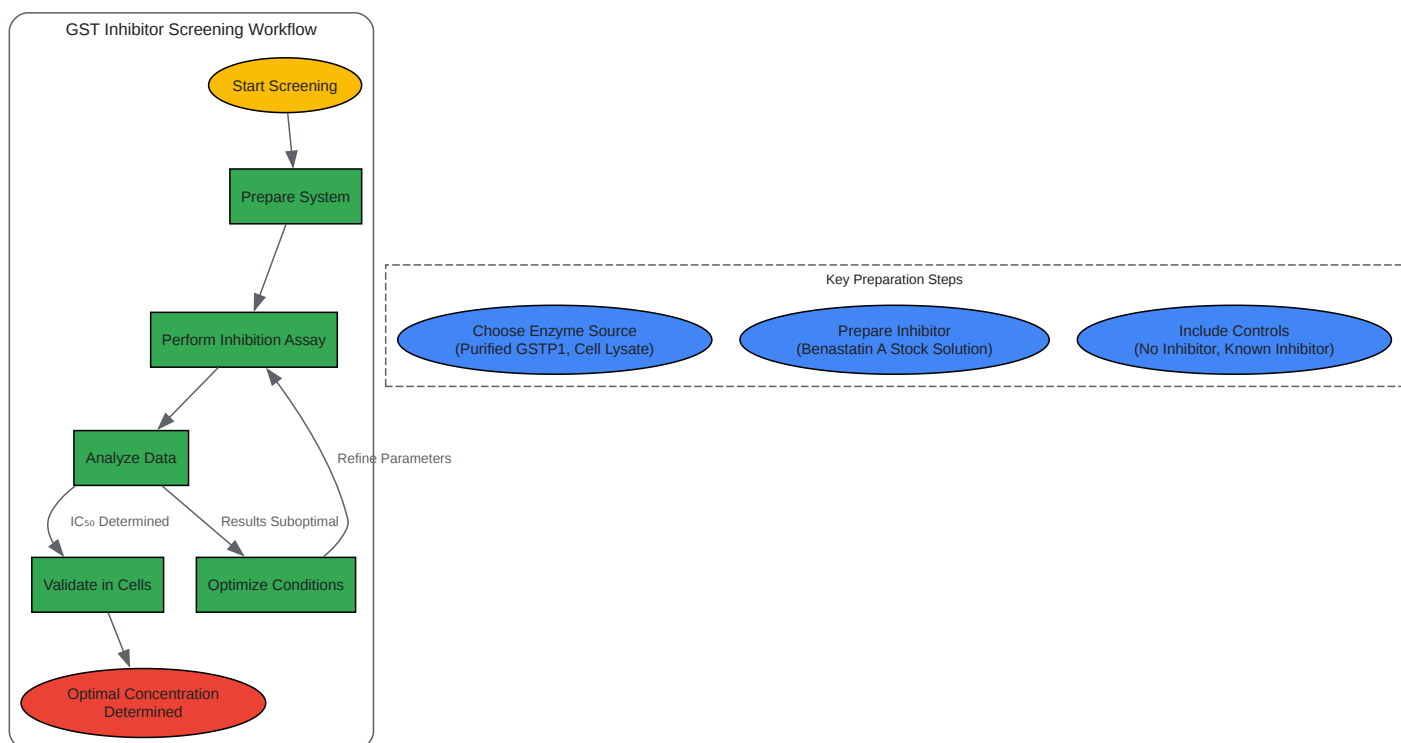 GST Inhibitor Screening Workflow
Start Screening
Prepare System
Key Preparation Steps
Choose Enzyme Source
(Purified GSTP1, Cell Lysate)
Prepare Inhibitor
(Benastatin A Stock Solution)
Include Controls
(No Inhibitor, Known Inhibitor)
Perform Inhibition Assay
Analyze Data
Refine Parameters
IC₅₀ Determined
Results Suboptimal
Validate in Cells
Optimize Conditions
Optimal Concentration
Determined